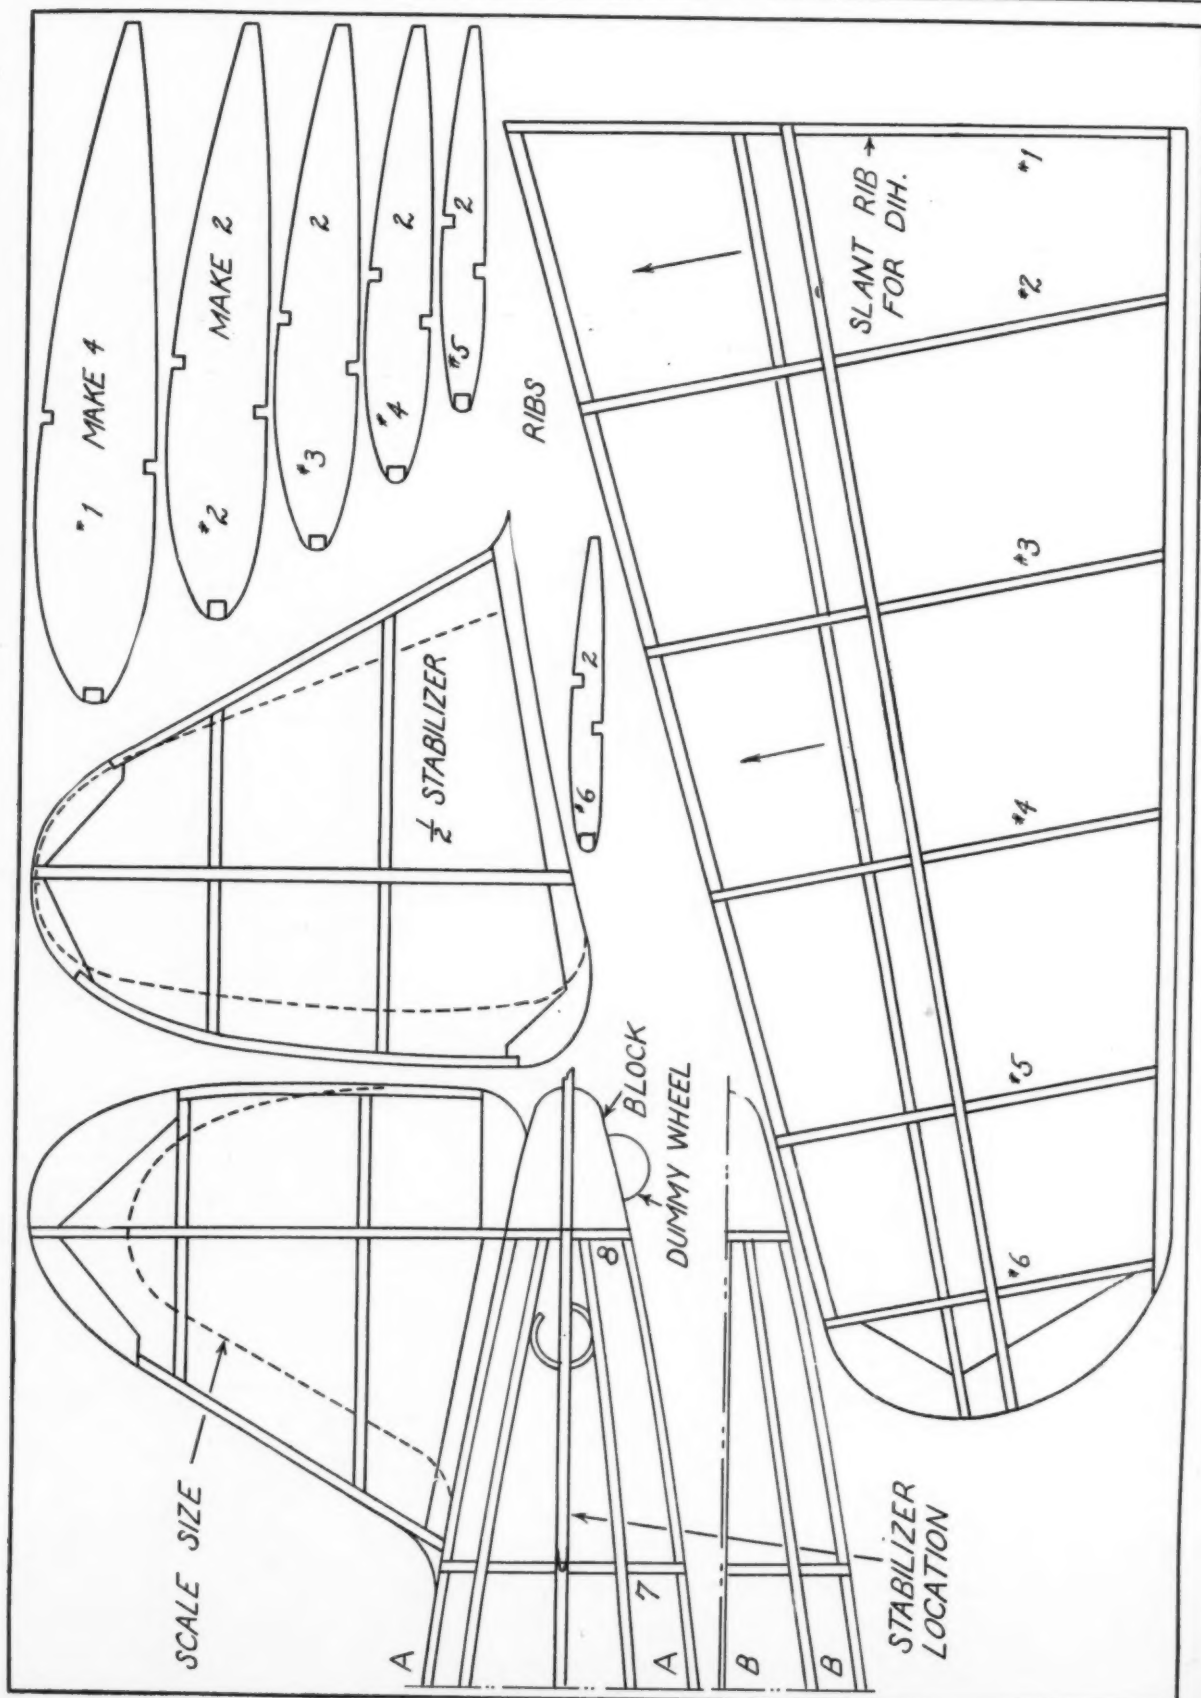 SCALE SIZE
A
7
A
B
B
8
STABILIZER
LOCATION
BLOCK
DUMMY WHEEL
½ STABILIZER
#1 MAKE 4
#2 MAKE 2
#3 2
#4 2
#5 2
#6 2
RIBS
#6
#5
#4
#3
#2
#1
SLANT RIB
FOR DIH.